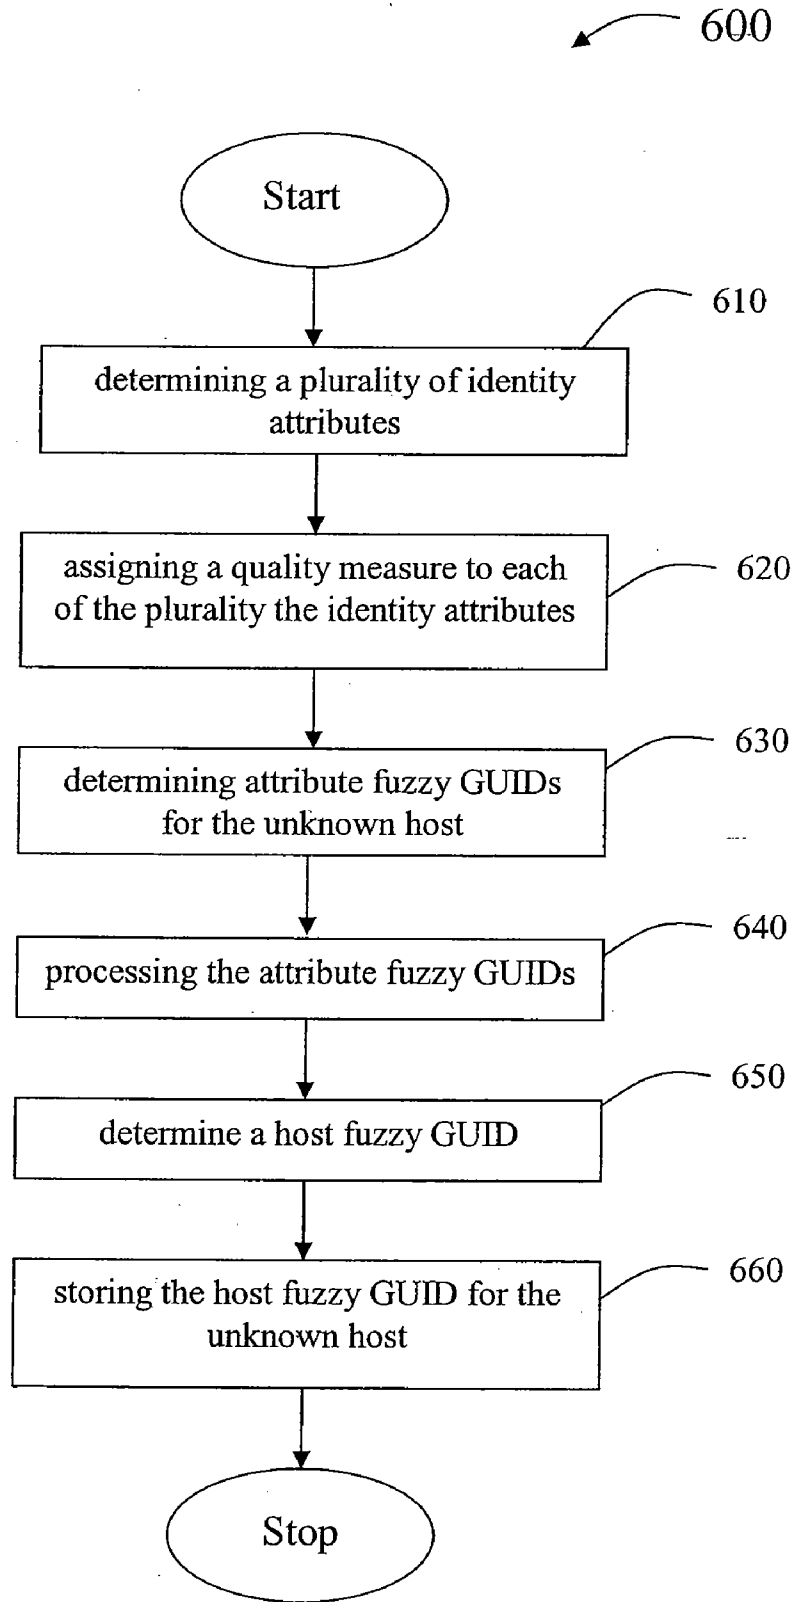 600
Start
610
determining a plurality of identity
attributes
620
assigning a quality measure to each
of the plurality the identity attributes
630
determining attribute fuzzy GUIDs
for the unknown host
640
processing the attribute fuzzy GUIDs
650
determine a host fuzzy GUID
660
storing the host fuzzy GUID for the
unknown host
Stop